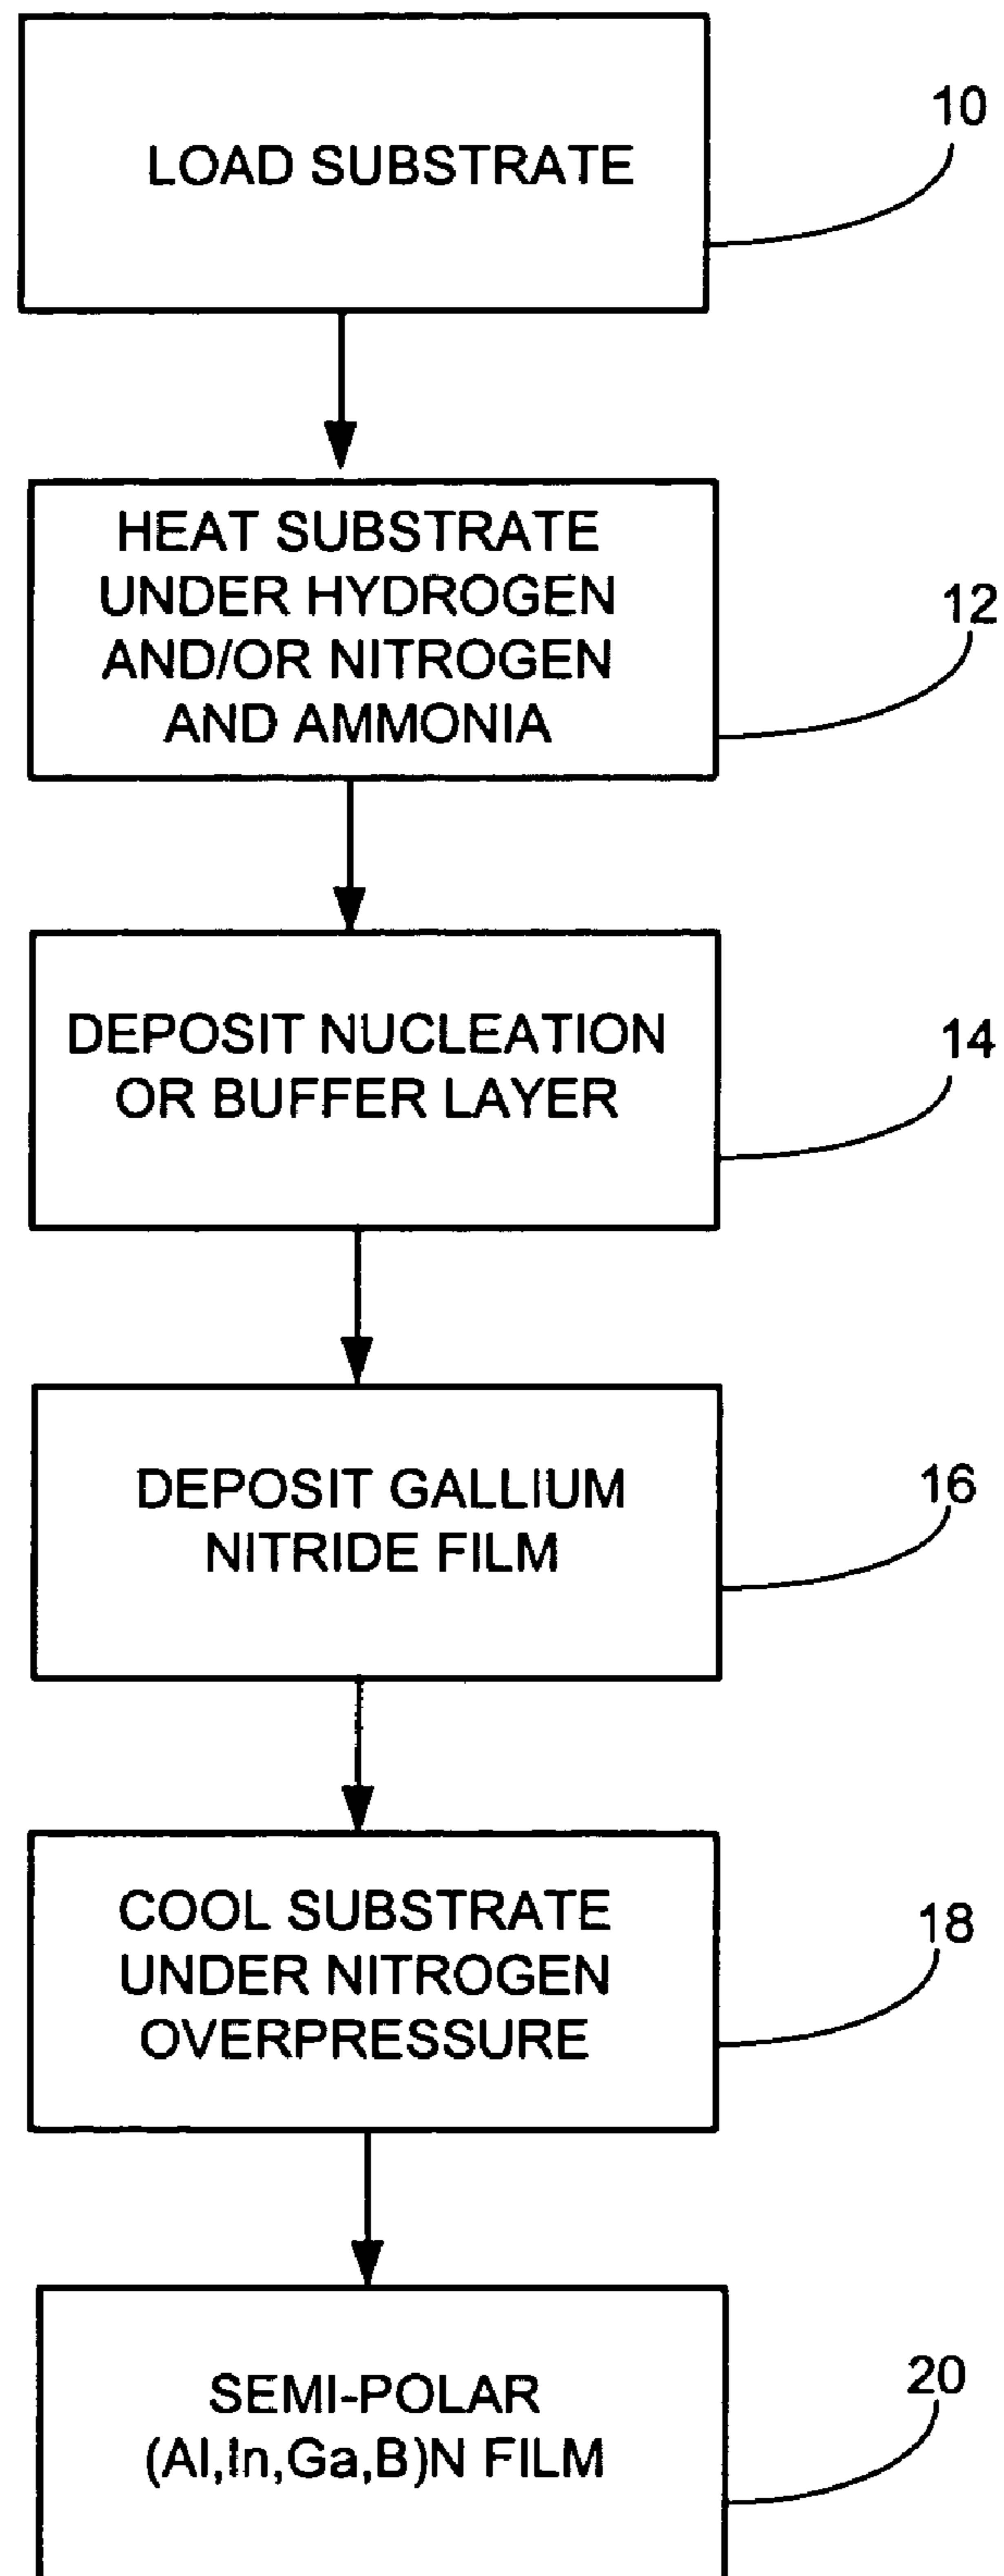 LOAD SUBSTRATE
10
HEAT SUBSTRATE
UNDER HYDROGEN
AND/OR NITROGEN
AND AMMONIA
12
DEPOSIT NUCLEATION
OR BUFFER LAYER
14
DEPOSIT GALLIUM
NITRIDE FILM
16
COOL SUBSTRATE
UNDER NITROGEN
OVERPRESSURE
18
SEMI-POLAR
(Al,In,Ga,B)N FILM
20